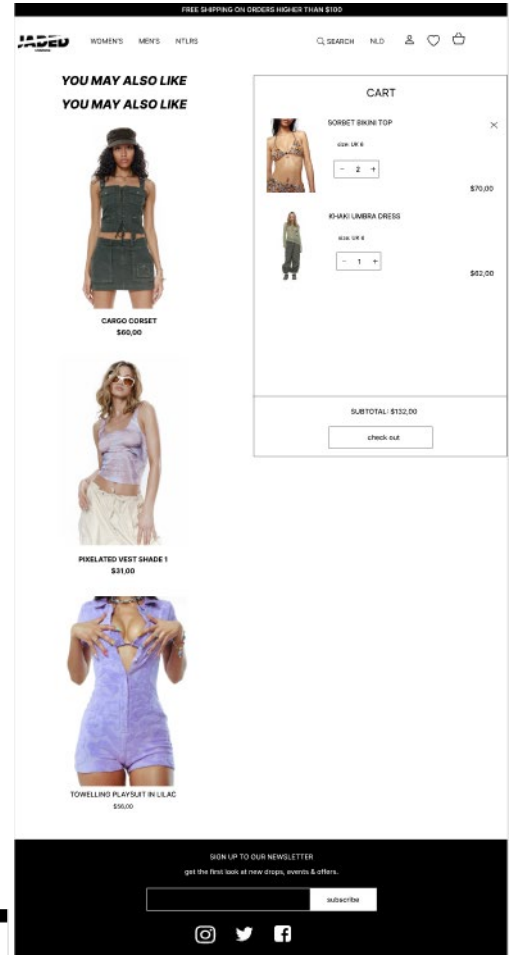 FREE SHIPPING ON ORDERS HIGHER THAN $100
JADED
LONDON
WOMEN'S MEN'S NTLRS
SEARCH NLD
YOU MAY ALSO LIKE
YOU MAY ALSO LIKE
CARGO CORSET
$60,00
PIXELATED VEST SHADE 1
$31,00
TOWELLING PLAYSUIT IN LILAC
$56,00
CART
SORBET BIKINI TOP
size: UK 6
- 2 +
$70,00
KHAKI UMBRA DRESS
size: UK 6
- 1 +
$62,00
SUBTOTAL: $132,00
check out
SIGN UP TO OUR NEWSLETTER
get the first look at new drops, events & offers.
subscribe